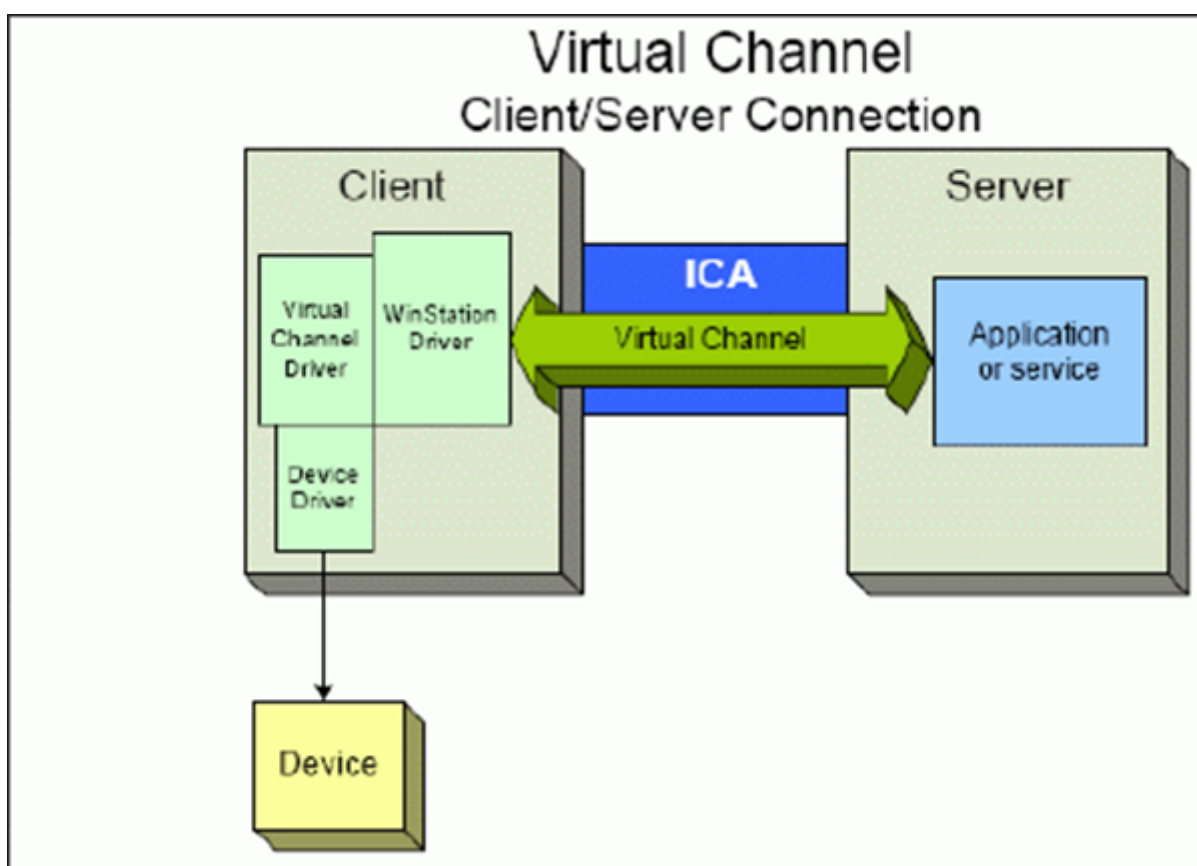 Virtual Channel
Client/Server Connection
Client
Server
Virtual
Channel
Driver
WinStation
Driver
Device
Driver
ICA
Virtual Channel
Application
or service
Device